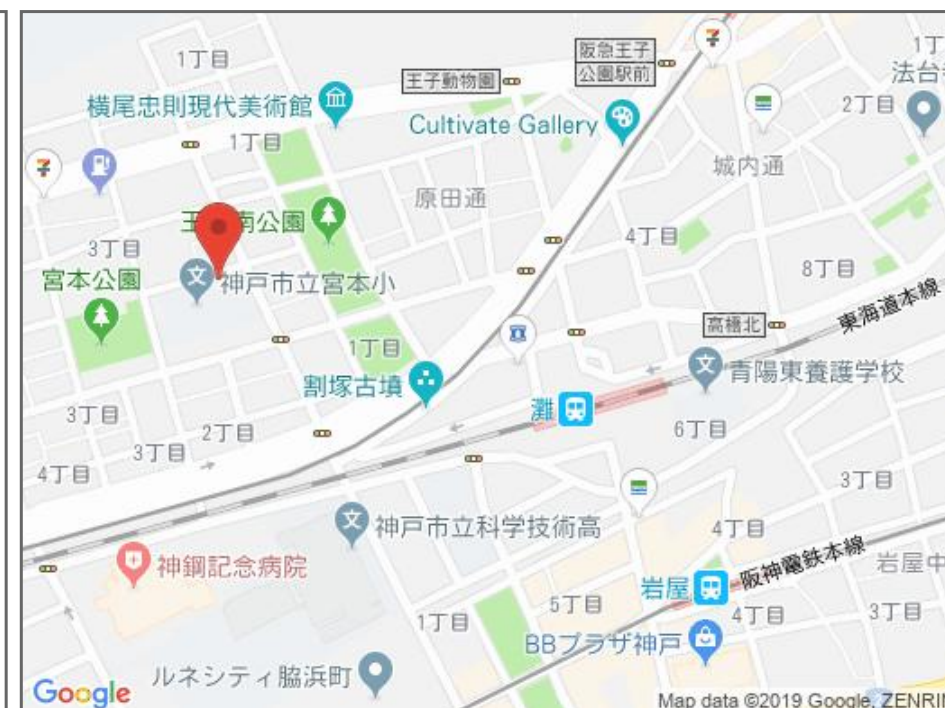 1丁目
阪急王子
公園駅前
1丁
法台
王子動物園
横尾忠則現代美術館
Cultivate Gallery
2丁目
1丁目
城内通
原田通
王子南公園
3丁目
4丁目
宮本公園
神戸市立宮本小
8丁目
東海道本線
高橋北
1丁目
割塚古墳
青陽東養護学校
灘
3丁目
2丁目
6丁目
3丁目
4丁目
3丁目
神戸市立科学技術高
4丁目
神鋼記念病院
阪神電鉄本線
岩屋中
岩屋
5丁目
4丁目
3丁目
1丁目
BBプラザ神戸
ルネシティ脇浜町
Google
Map data ©2019 Google, ZENRIN